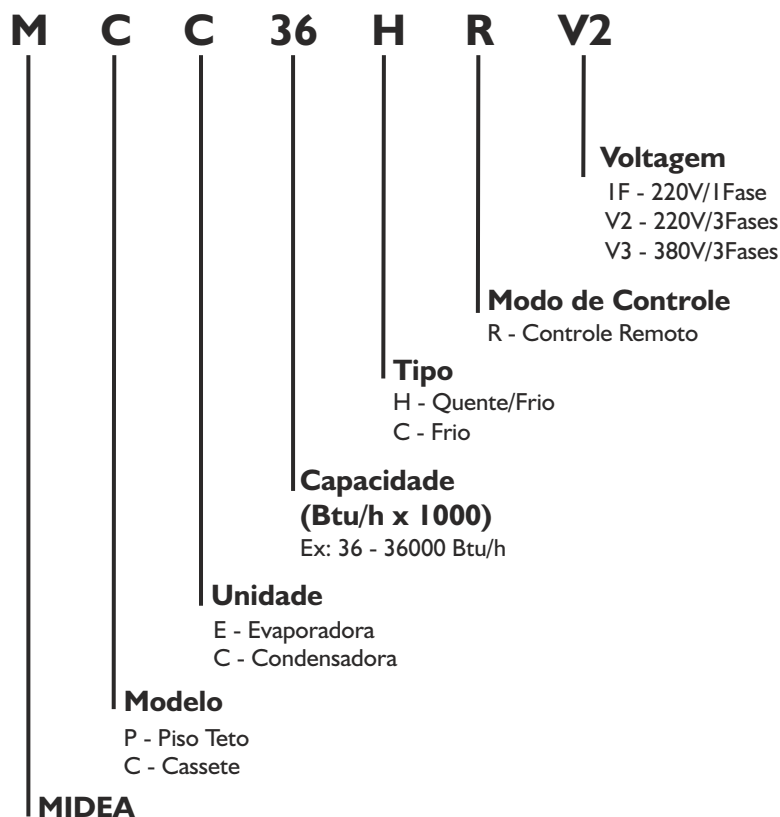 M C C 36 H R V2
Voltagem
1F - 220V/1Fase
V2 - 220V/3Fases
V3 - 380V/3Fases
Modo de Controle
R - Controle Remoto
Tipo
H - Quente/Frio
C - Frio
Capacidade
(Btu/h x 1000)
Ex: 36 - 36000 Btu/h
Unidade
E - Evaporadora
C - Condensadora
Modelo
P - Piso Teto
C - Cassete
MIDEA